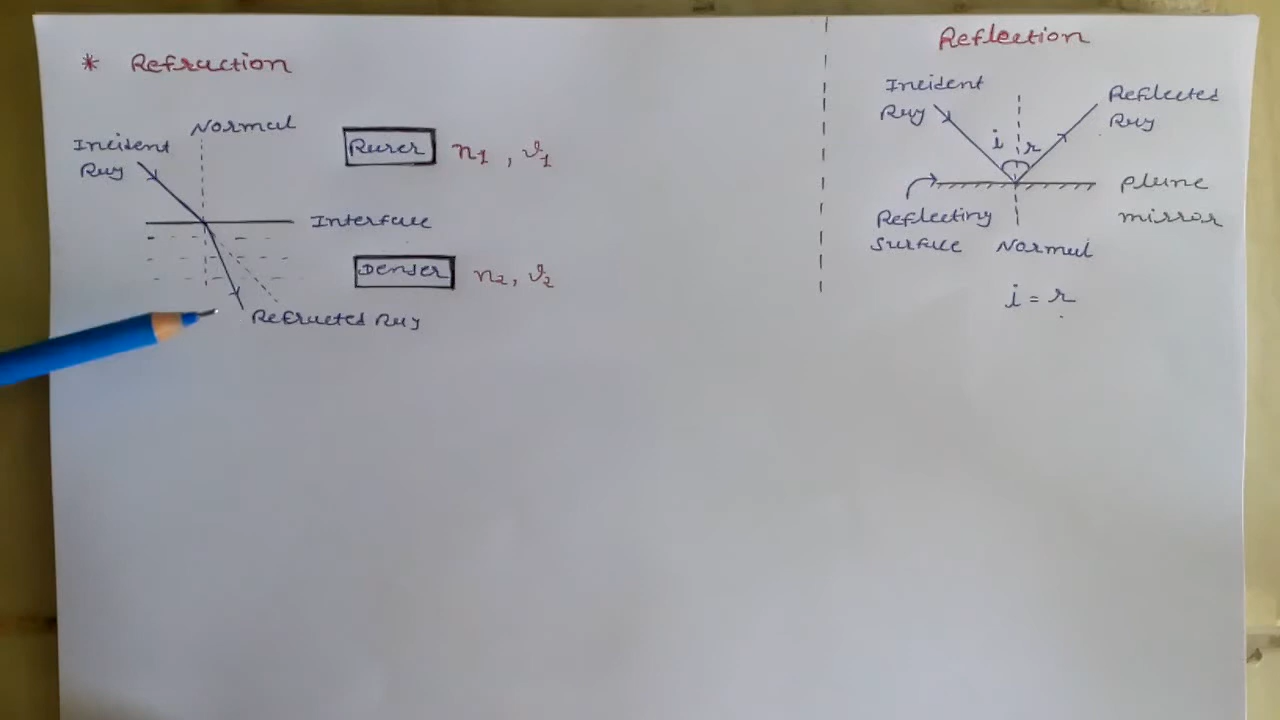 * Refraction
Normal
Incident
Ray
Rarer
n1 , v1
Interface
Denser
n2, v2
Refracted Ray
Reflection
Incident
Ray
Reflected
Ray
i r
plane
mirror
Reflecting
surface
Normal
i = r